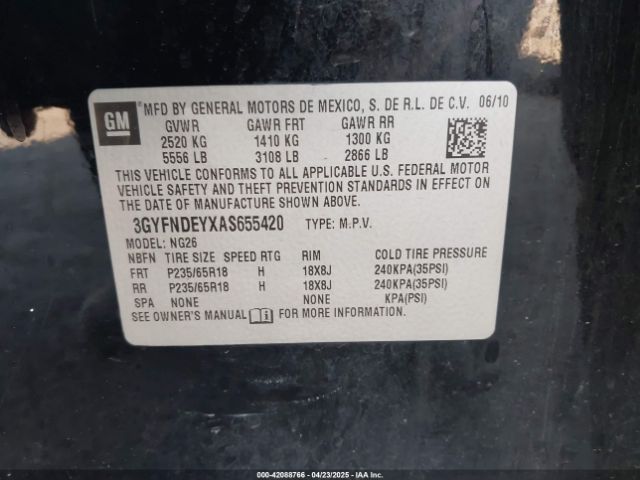 GM
MFD BY GENERAL MOTORS DE MEXICO, S. DE R.L. DE C.V. 06/10
GVWR GAWR FRT GAWR RR
2520 KG 1410 KG 1300 KG
5556 LB 3108 LB 2866 LB
THIS VEHICLE CONFORMS TO ALL APPLICABLE U.S. FEDERAL MOTOR
VEHICLE SAFETY AND THEFT PREVENTION STANDARDS IN EFFECT ON
THE DATE OF MANUFACTURE SHOWN ABOVE.
3GYFNDEYXAS655420 TYPE: M.P.V.
MODEL: NG26
NBFN TIRE SIZE SPEED RTG RIM COLD TIRE PRESSURE
FRT P235/65R18 H 18X8J 240KPA(35PSI)
RR P235/65R18 H 18X8J 240KPA(35PSI)
SPA NONE NONE KPA(PSI)
SEE OWNER'S MANUAL FOR MORE INFORMATION.
000-42088766 - 04/23/2025 - IAA, Inc.